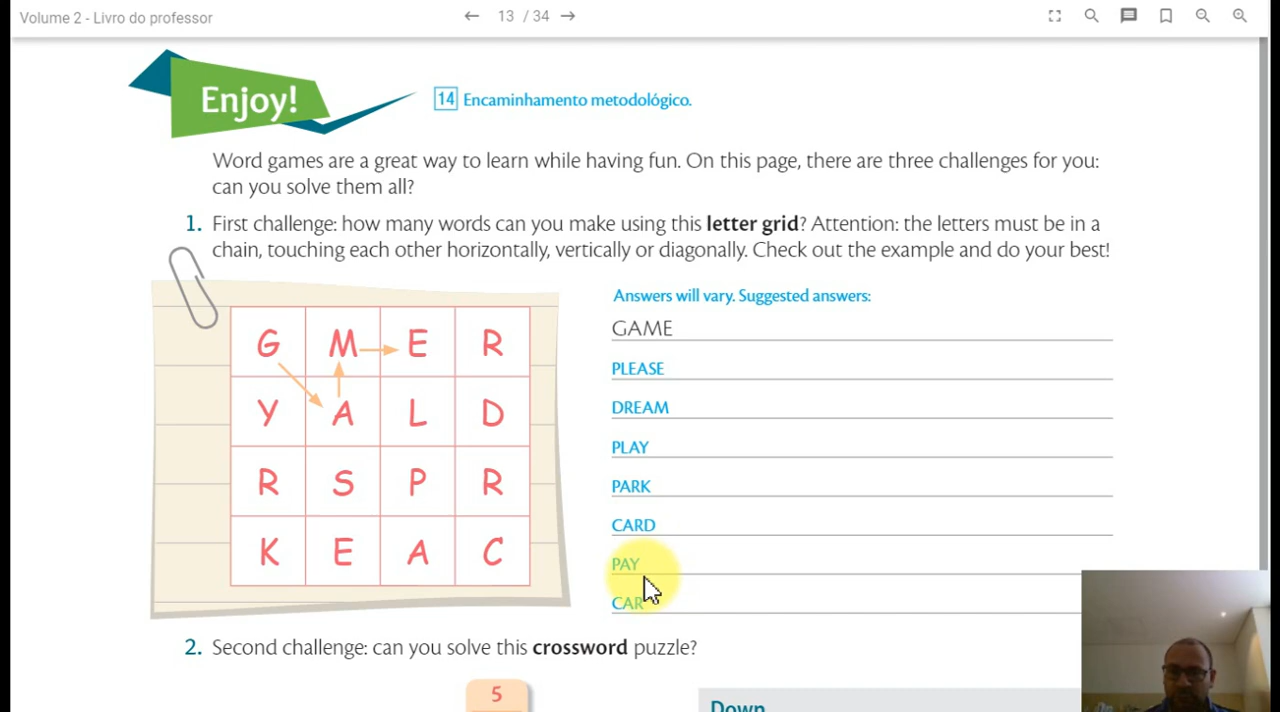 Volume 2 - Livro do professor
13 / 34
Enjoy!
14 Encaminhamento metodológico.
Word games are a great way to learn while having fun. On this page, there are three challenges for you:
can you solve them all?
1. First challenge: how many words can you make using this letter grid? Attention: the letters must be in a
chain, touching each other horizontally, vertically or diagonally. Check out the example and do your best!
G M E R
Y A L D
R S P R
K E A C
Answers will vary. Suggested answers:
GAME
PLEASE
DREAM
PLAY
PARK
CARD
PAY
CAR
2. Second challenge: can you solve this crossword puzzle?
5
Down